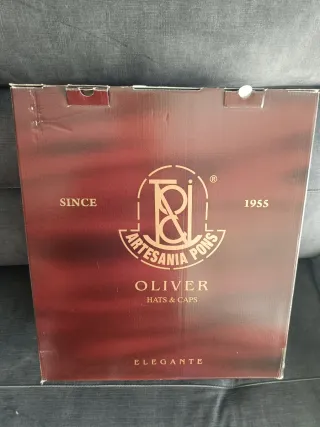 SINCE
1955
®
ARTESANIA PONS
OLIVER
HATS & CAPS
ELEGANTE